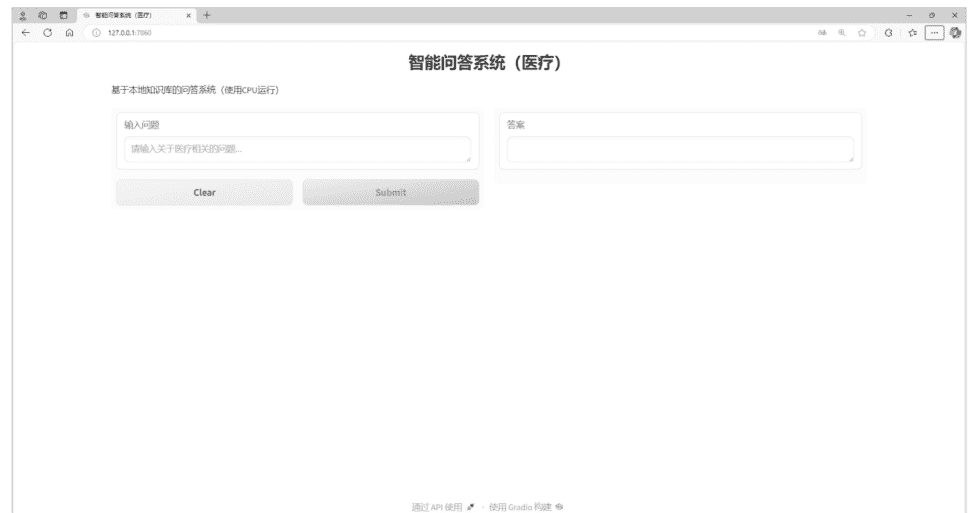 智能问答系统（医疗）
127.0.0.1:7860
智能问答系统（医疗）
基于本地知识库的问答系统（使用CPU运行）
输入问题
请输入关于医疗相关的问题...
答案
Clear
Submit
通过 API 使用 · 使用 Gradio 构建